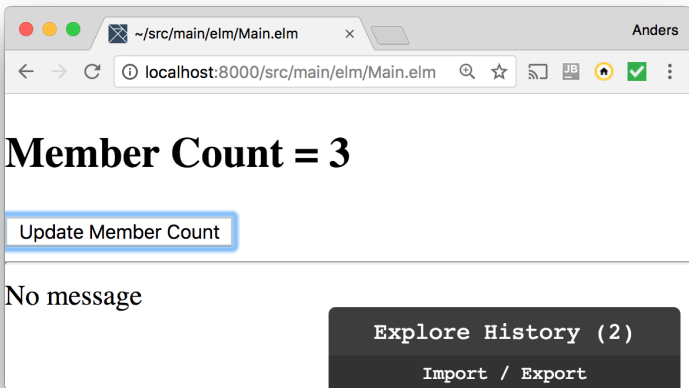 ~/src/main/elm/Main.elm
Anders
localhost:8000/src/main/elm/Main.elm
JB
Member Count = 3
Update Member Count
No message
Explore History (2)
Import / Export